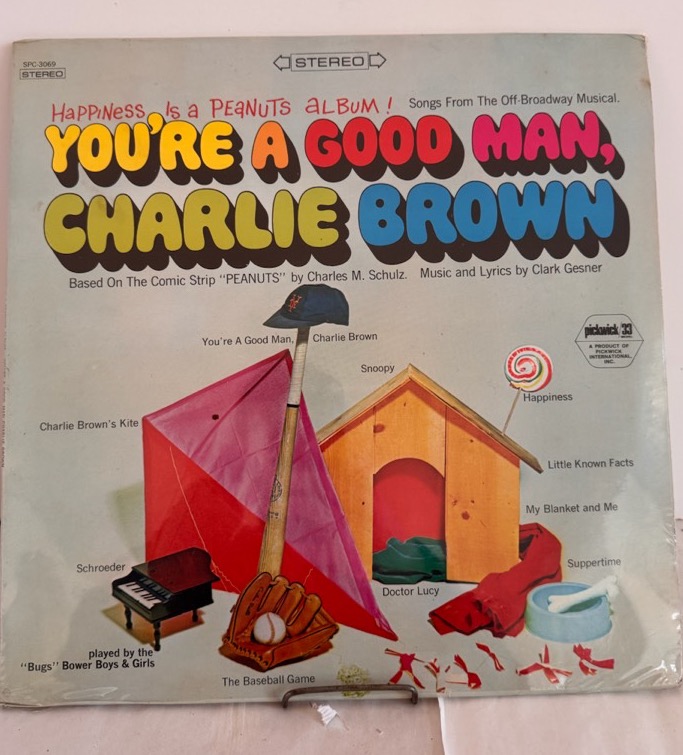 SPC-3069
STEREO
STEREO
HAPPINESS IS a PEANUTS ALBUM! Songs From The Off-Broadway Musical.
YOU'RE A GOOD MAN,
CHARLIE BROWN
Based On The Comic Strip "PEANUTS" by Charles M. Schulz. Music and Lyrics by Clark Gesner
pickwick/33
A PRODUCT OF
PICKWICK
INTERNATIONAL,
INC.
You're A Good Man, Charlie Brown
Snoopy
Happiness
Charlie Brown's Kite
Little Known Facts
My Blanket and Me
Schroeder
Suppertime
Doctor Lucy
played by the
"Bugs" Bower Boys & Girls
The Baseball Game